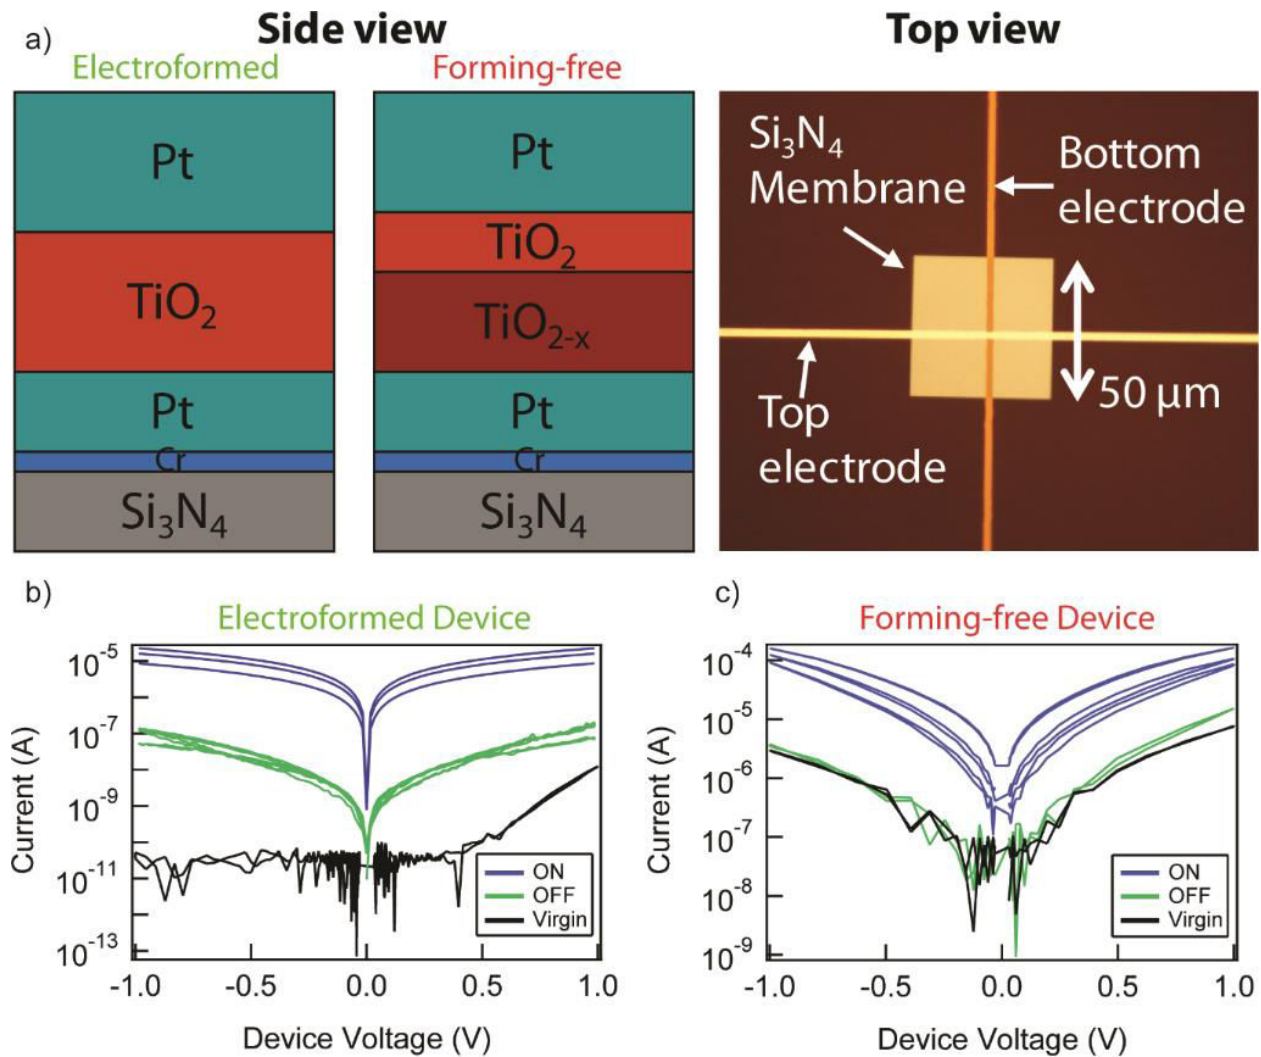 a)
Side view
Top view
Electroformed
Forming-free
Pt
TiO₂
Pt
Cr
Si₃N₄
Pt
TiO₂
TiO₂₋ₓ
Pt
Cr
Si₃N₄
Si₃N₄
Membrane
Bottom
electrode
Top
electrode
50 μm
b)
Electroformed Device
Current (A)
10⁻⁵
10⁻⁷
10⁻⁹
10⁻¹¹
10⁻¹³
ON
OFF
Virgin
-1.0 -0.5 0.0 0.5 1.0
Device Voltage (V)
c)
Forming-free Device
Current (A)
10⁻⁴
10⁻⁵
10⁻⁶
10⁻⁷
10⁻⁸
10⁻⁹
ON
OFF
Virgin
-1.0 -0.5 0.0 0.5 1.0
Device Voltage (V)